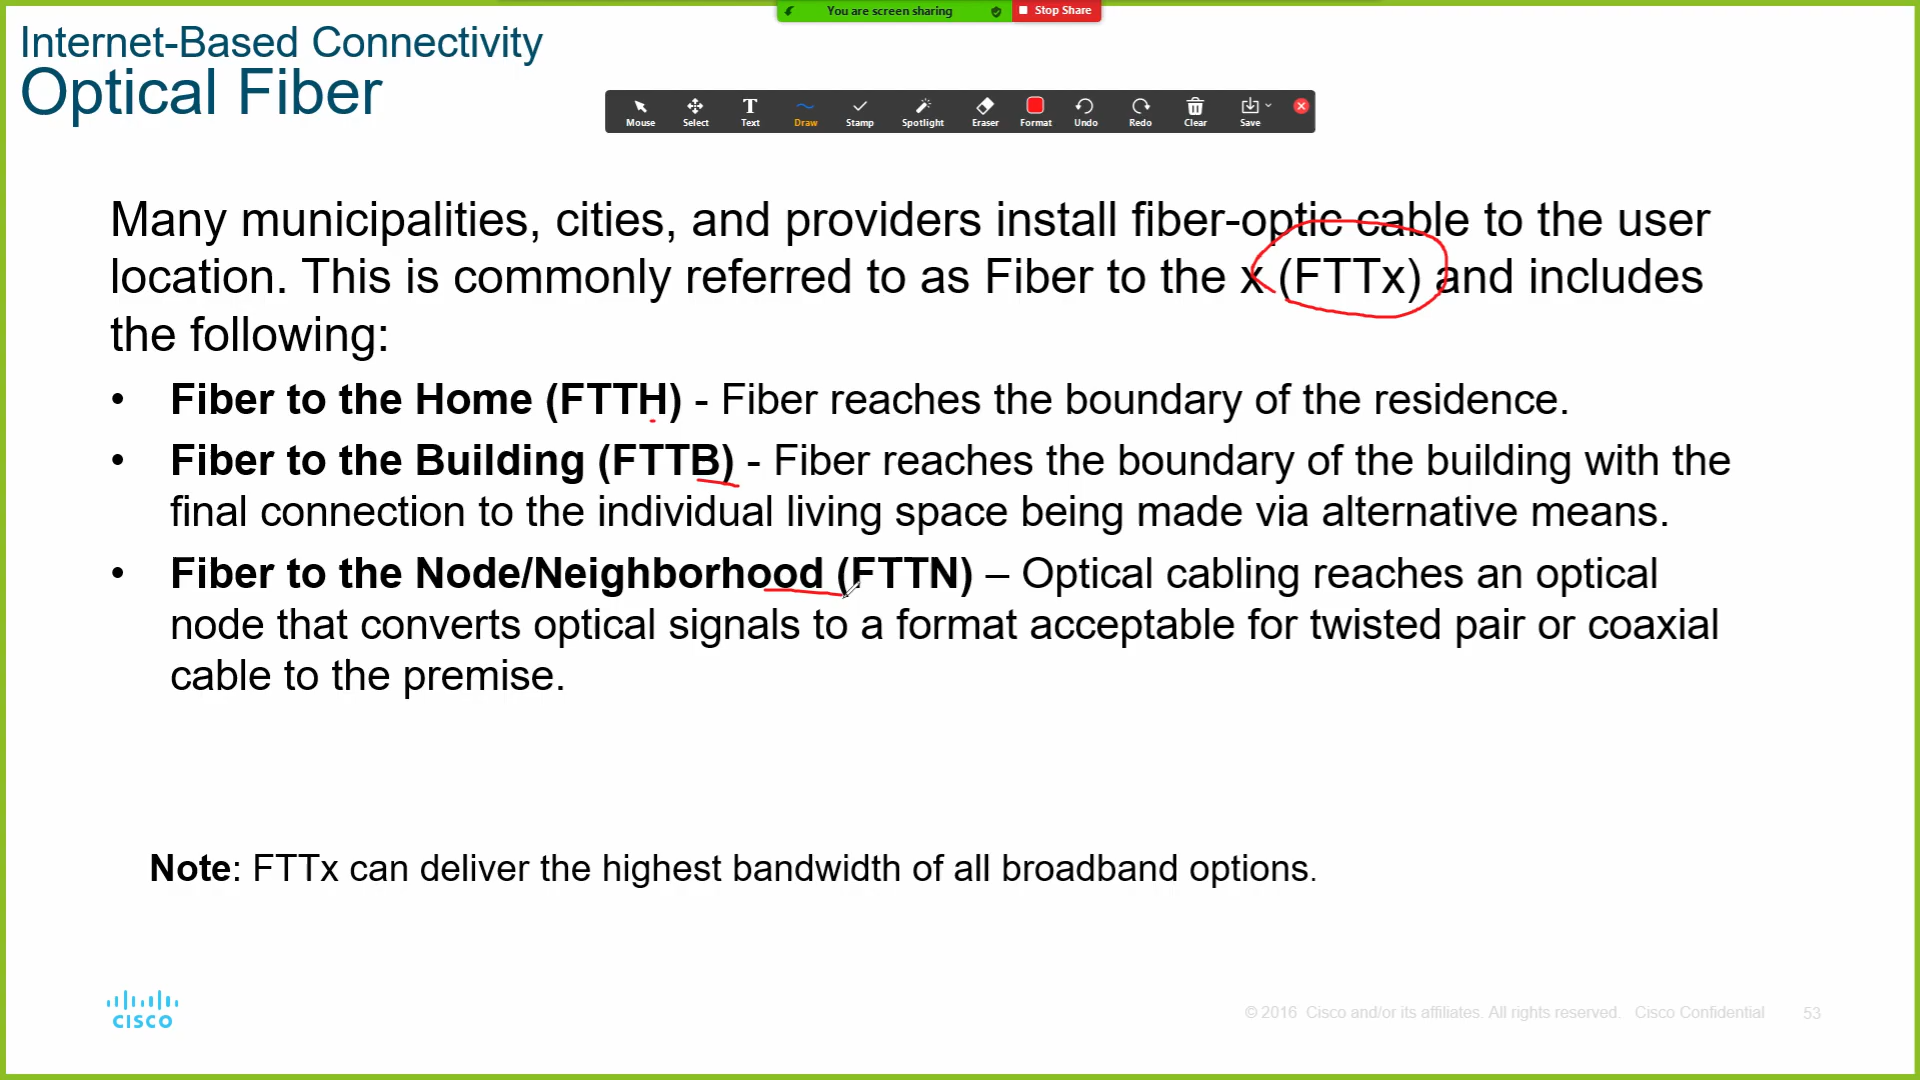 You are screen sharing
Stop Share
Internet-Based Connectivity
Optical Fiber
Mouse Select Text Draw Stamp Spotlight Eraser Format Undo Redo Clear Save
Many municipalities, cities, and providers install fiber-optic cable to the user
location. This is commonly referred to as Fiber to the x (FTTx) and includes
the following:
• Fiber to the Home (FTTH) - Fiber reaches the boundary of the residence.
• Fiber to the Building (FTTB) - Fiber reaches the boundary of the building with the
final connection to the individual living space being made via alternative means.
• Fiber to the Node/Neighborhood (FTTN) – Optical cabling reaches an optical
node that converts optical signals to a format acceptable for twisted pair or coaxial
cable to the premise.
Note: FTTx can deliver the highest bandwidth of all broadband options.
CISCO
© 2016 Cisco and/or its affiliates. All rights reserved. Cisco Confidential 53